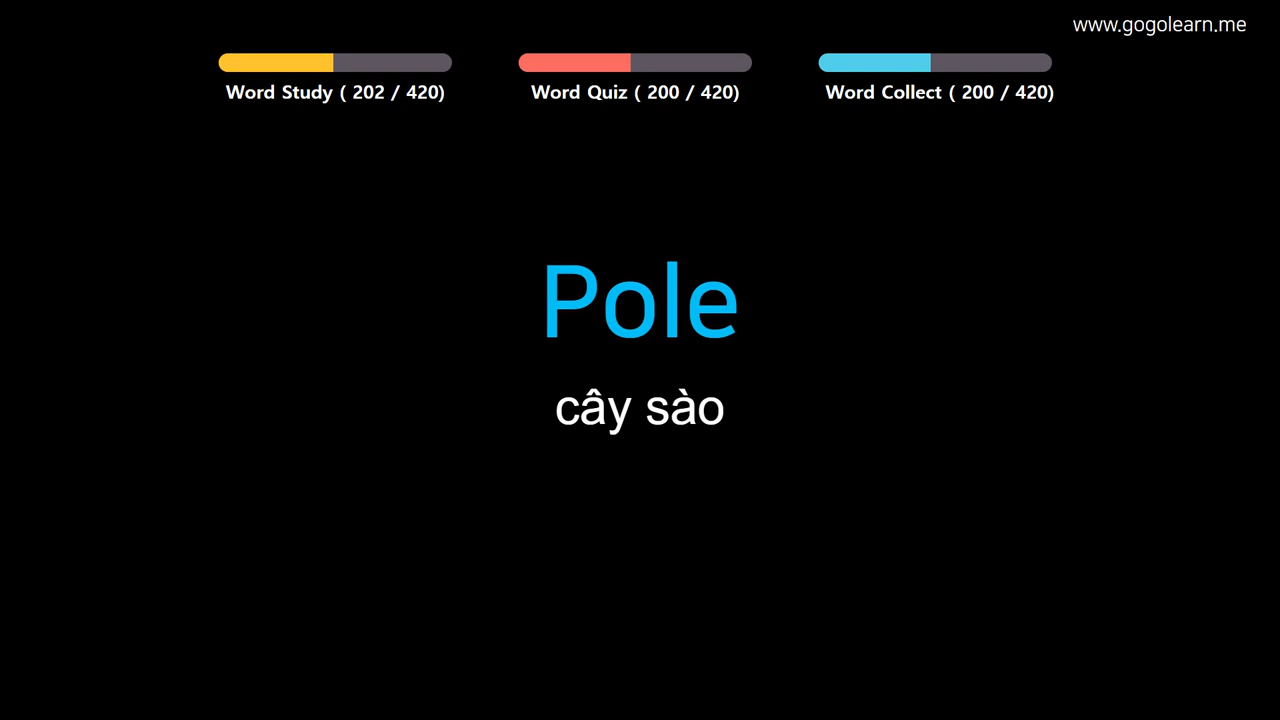 www.gogolearn.me
Word Study ( 202 / 420)
Word Quiz ( 200 / 420)
Word Collect ( 200 / 420)
Pole
cây sào